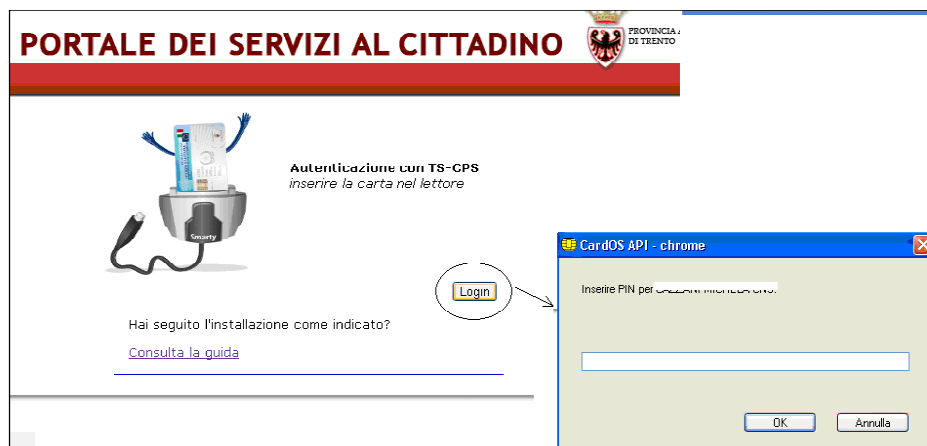 PORTALE DEI SERVIZI AL CITTADINO
PROVINCIA
DI TRENTO
Autenticazione con TS-CPS
inserire la carta nel lettore
Smarty
Login
Hai seguito l'installazione come indicato?
Consulta la guida
CardOS API - chrome
Inserire PIN per
OK
Annulla